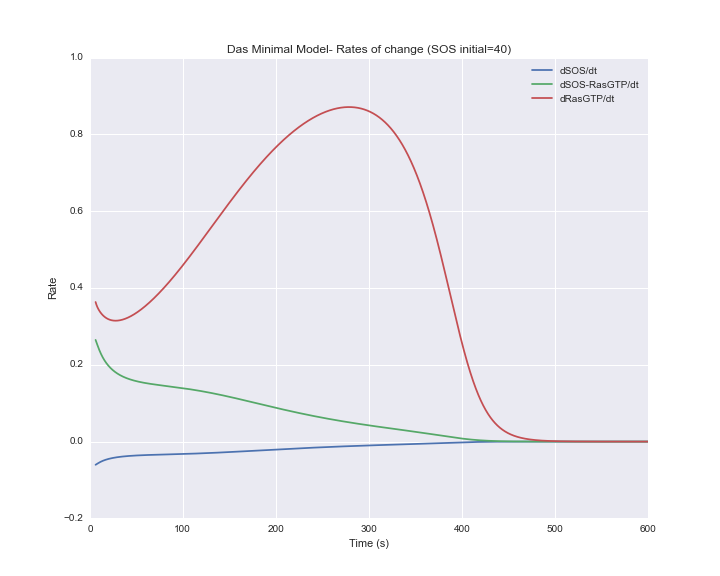 Das Minimal Model- Rates of change (SOS initial=40)
dSOS/dt
dSOS-RasGTP/dt
dRasGTP/dt
Rate
1.0
0.8
0.6
0.4
0.2
0.0
−0.2
0 100 200 300 400 500 600
Time (s)